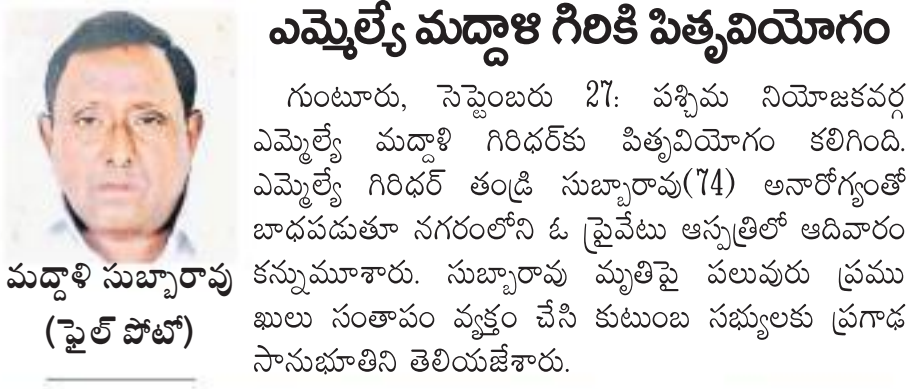 ఎమ్మెల్యే మద్దాళి గిరికి పితృవియోగం
గుంటూరు, సెప్టెంబరు 27: పశ్చిమ నియోజకవర్గ
ఎమ్మెల్యే మద్దాళి గిరిధర్‌కు పితృవియోగం కలిగింది.
ఎమ్మెల్యే గిరిధర్ తండ్రి సుబ్బారావు(74) అనారోగ్యంతో
బాధపడుతూ నగరంలోని ఓ ప్రైవేటు ఆస్పత్రిలో ఆదివారం
కన్నుమూశారు. సుబ్బారావు మృతిపై పలువురు ప్రము
ఖులు సంతాపం వ్యక్తం చేసి కుటుంబ సభ్యులకు ప్రగాఢ
సానుభూతిని తెలియజేశారు.
మద్దాళి సుబ్బారావు
(ఫైల్ పోటో)